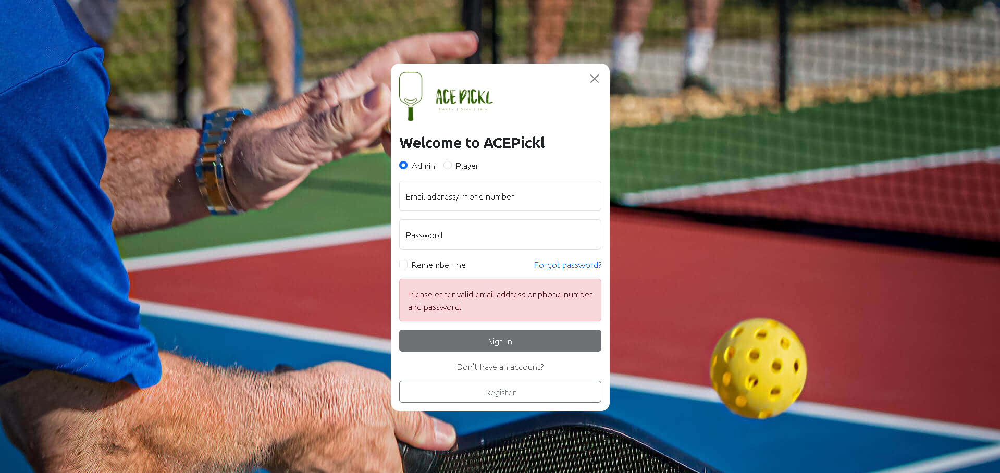 ACE PICKL
SMASH | DINK | SPIN
Welcome to ACEPickl
Admin Player
Email address/Phone number
Password
Remember me Forgot password?
Please enter valid email address or phone number
and password.
Sign in
Don't have an account?
Register